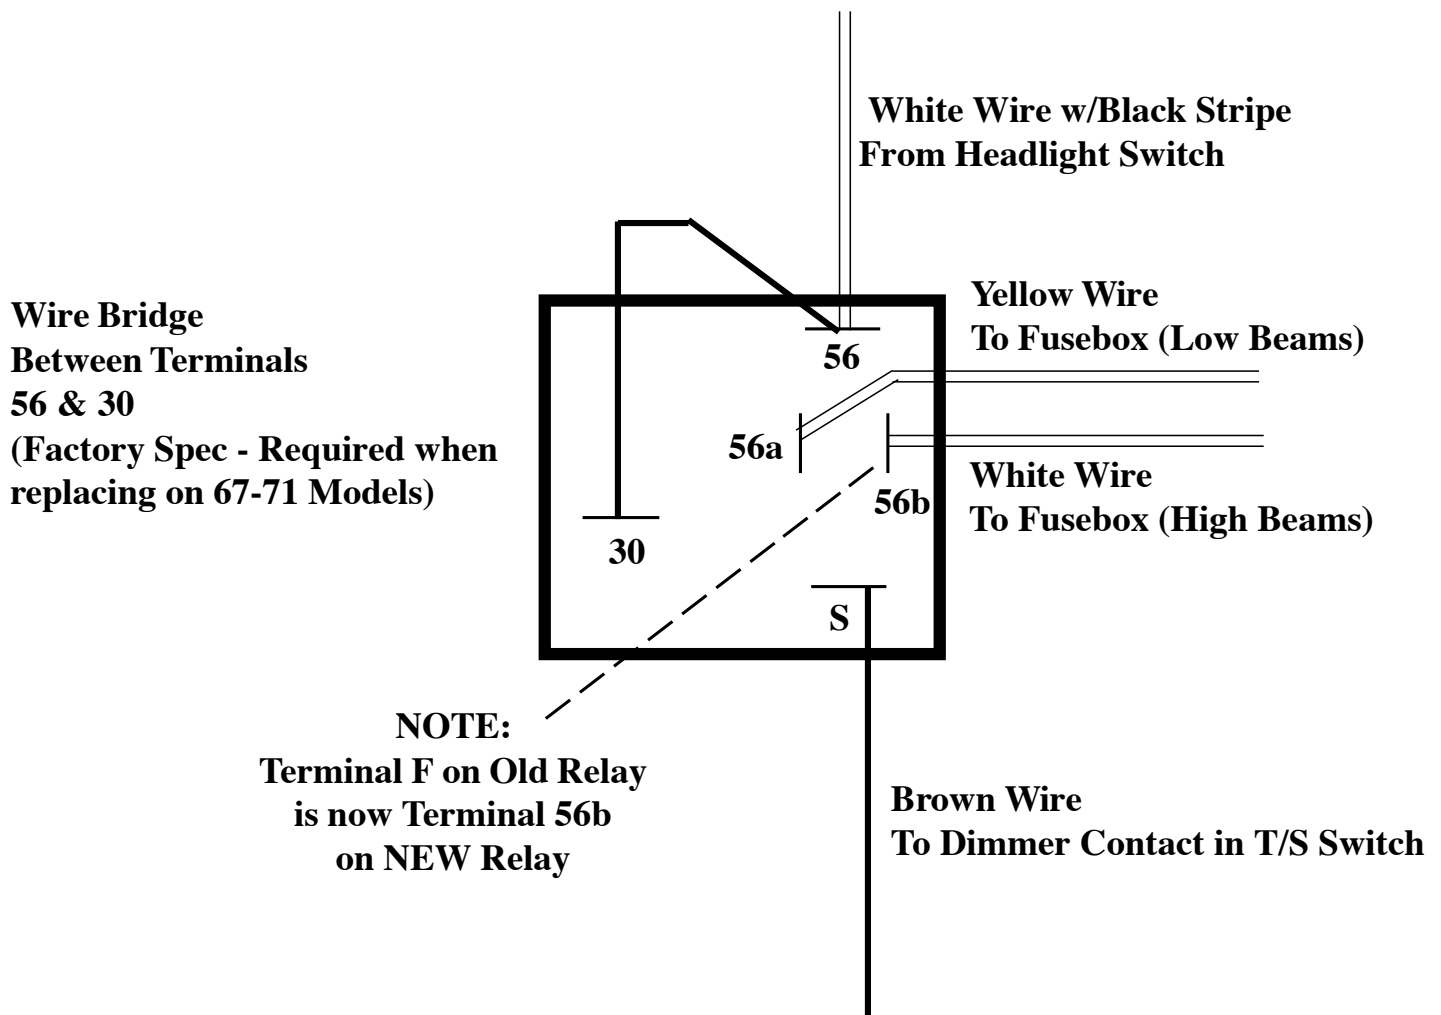 White Wire w/Black Stripe
From Headlight Switch
Wire Bridge
Between Terminals
56 & 30
(Factory Spec - Required when
replacing on 67-71 Models)
Yellow Wire
To Fusebox (Low Beams)
56
56a
56b
White Wire
To Fusebox (High Beams)
30
S
NOTE:
Terminal F on Old Relay
is now Terminal 56b
on NEW Relay
Brown Wire
To Dimmer Contact in T/S Switch